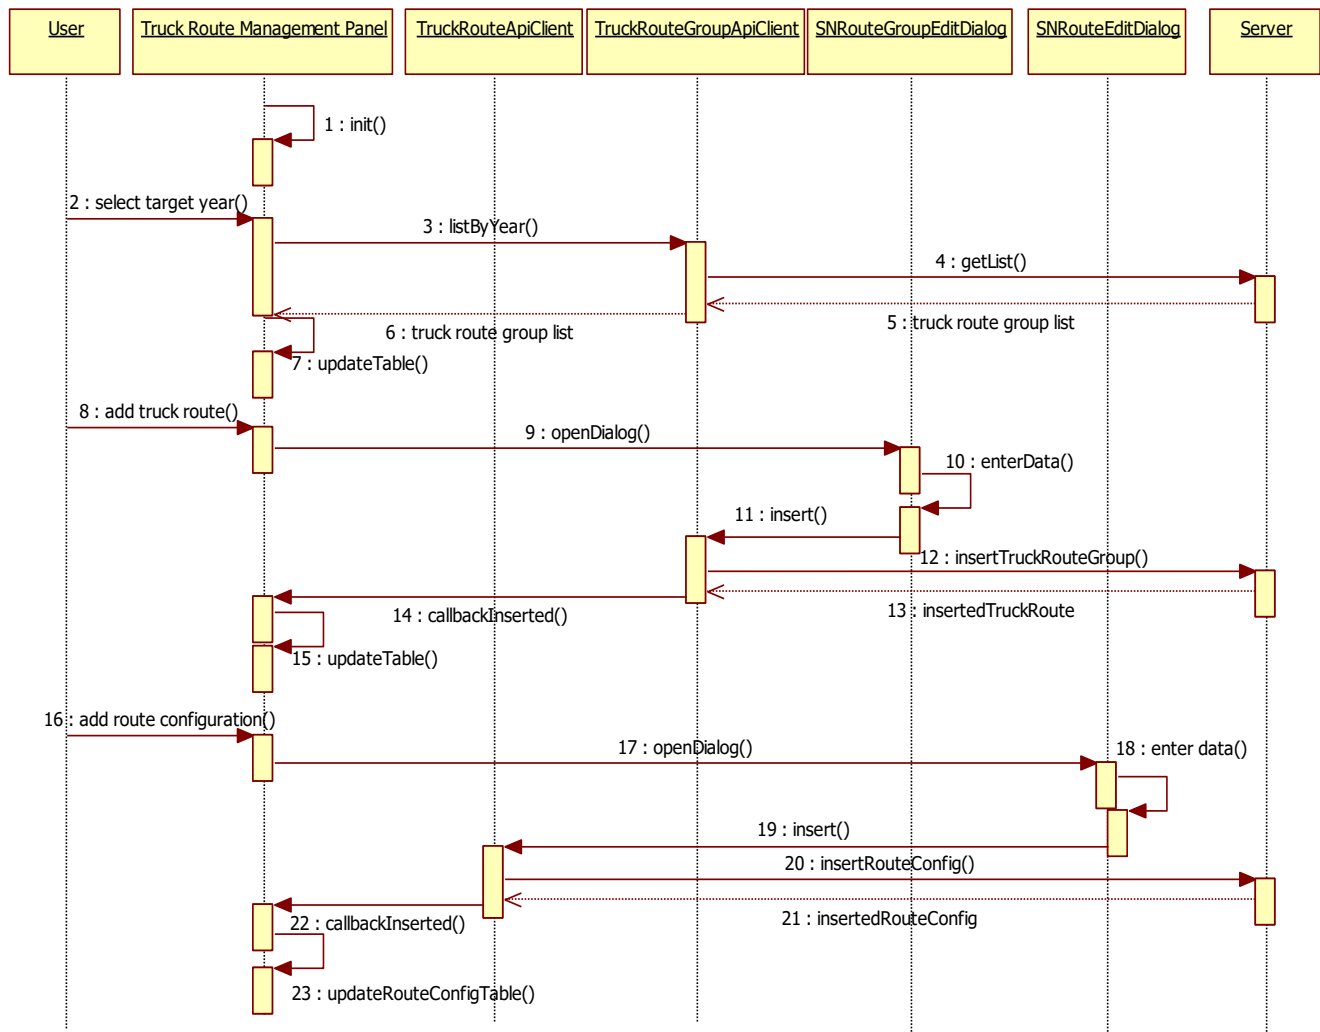 User
Truck Route Management Panel
TruckRouteApiClient
TruckRouteGroupApiClient
SNRouteGroupEditDialog
SNRouteEditDialog
Server
1 : init()
2 : select target year()
3 : listByYear()
4 : getList()
5 : truck route group list
6 : truck route group list
7 : updateTable()
8 : add truck route()
9 : openDialog()
10 : enterData()
11 : insert()
12 : insertTruckRouteGroup()
13 : insertedTruckRoute
14 : callbackInserted()
15 : updateTable()
16 : add route configuration()
17 : openDialog()
18 : enter data()
19 : insert()
20 : insertRouteConfig()
21 : insertedRouteConfig
22 : callbackInserted()
23 : updateRouteConfigTable()